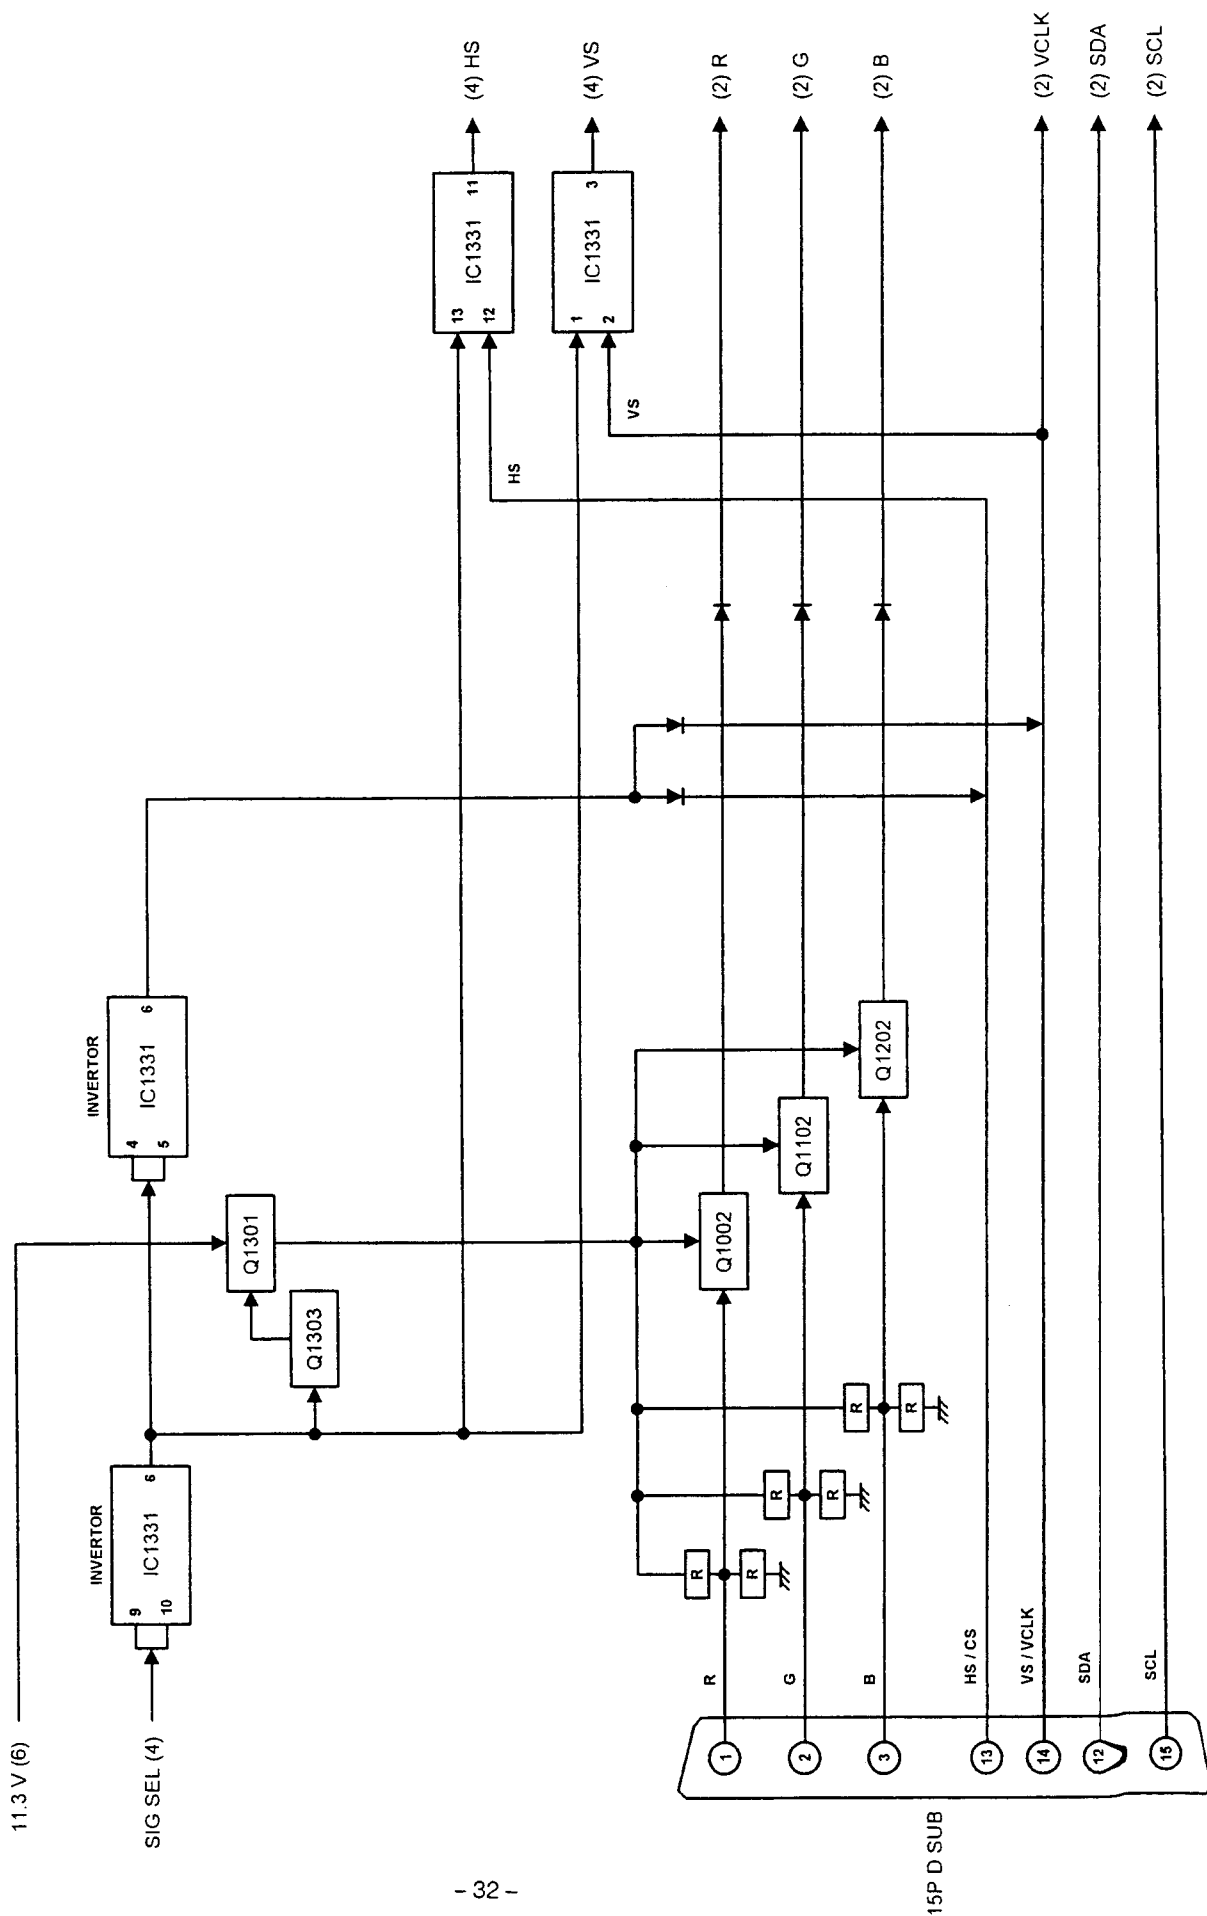 11.3 V (6)
SIG SEL (4)
INVERTOR
9
10
IC1331
6
INVERTOR
4
5
IC1331
6
Q1303
Q1301
13
12
IC1331
11
(4) HS
1
2
IC1331
3
(4) VS
HS
VS
15P D SUB
1
R
R
R
Q1002
(2) R
2
G
R
R
Q1102
(2) G
3
B
R
R
Q1202
(2) B
13
HS / CS
14
VS / VCLK
(2) VCLK
12
SDA
(2) SDA
15
SCL
(2) SCL
- 32 -